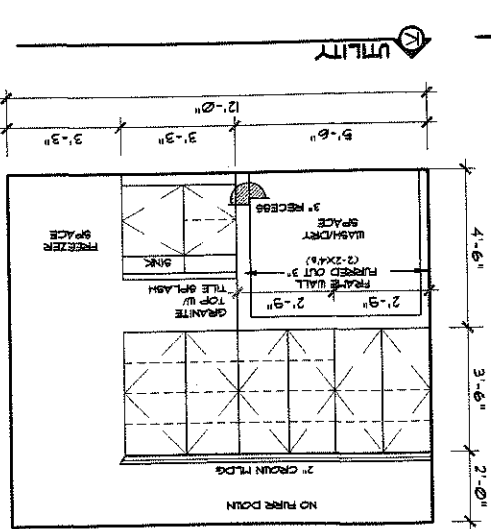 NO FURR DOWN
2" CROWN MLDG
2'-0"
3'-6"
4'-6"
2'-9"
2'-9"
FRAME WALL
FURRED OUT 3"
(2-2x4's)
WASH/DRY
SPACE
3" RECESS
GRANITE
TOP W/
TILE SPLASH
SINK
FREEZER
SPACE
5'-6"
3'-3"
3'-3"
12'-0"
K
UTILITY